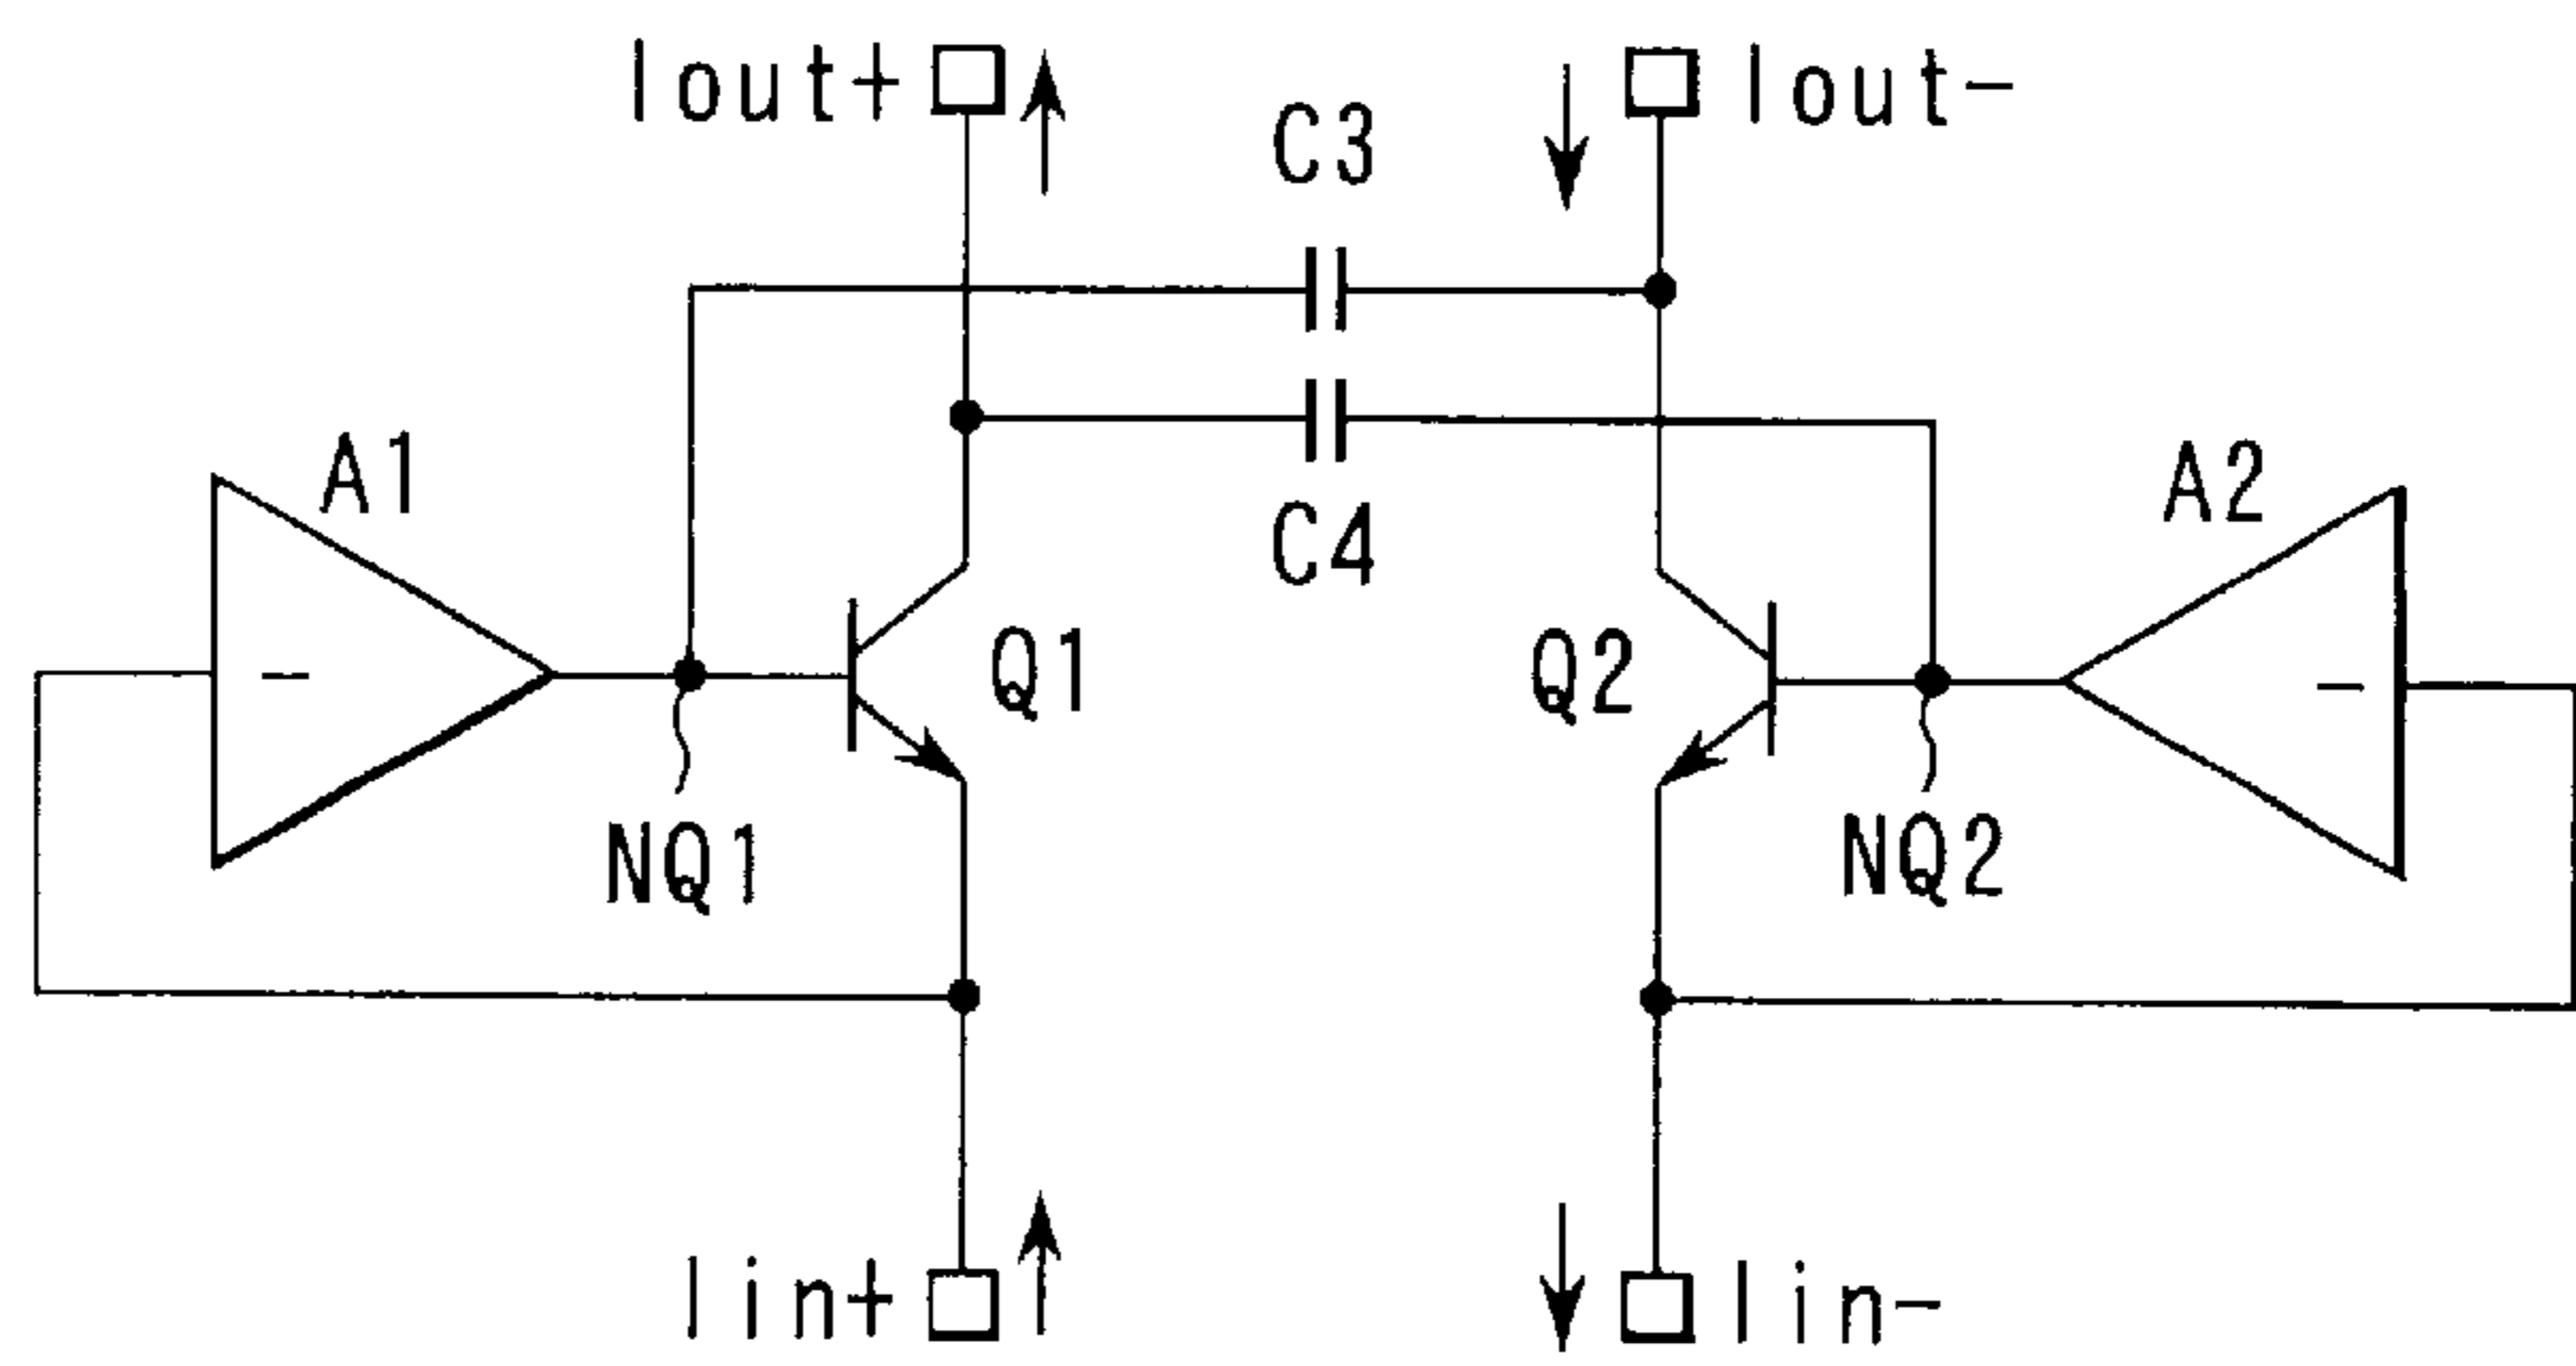 Iout+
Iout-
C3
A1
A2
C4
Q1
Q2
-
-
NQ1
NQ2
Iin+
Iin-